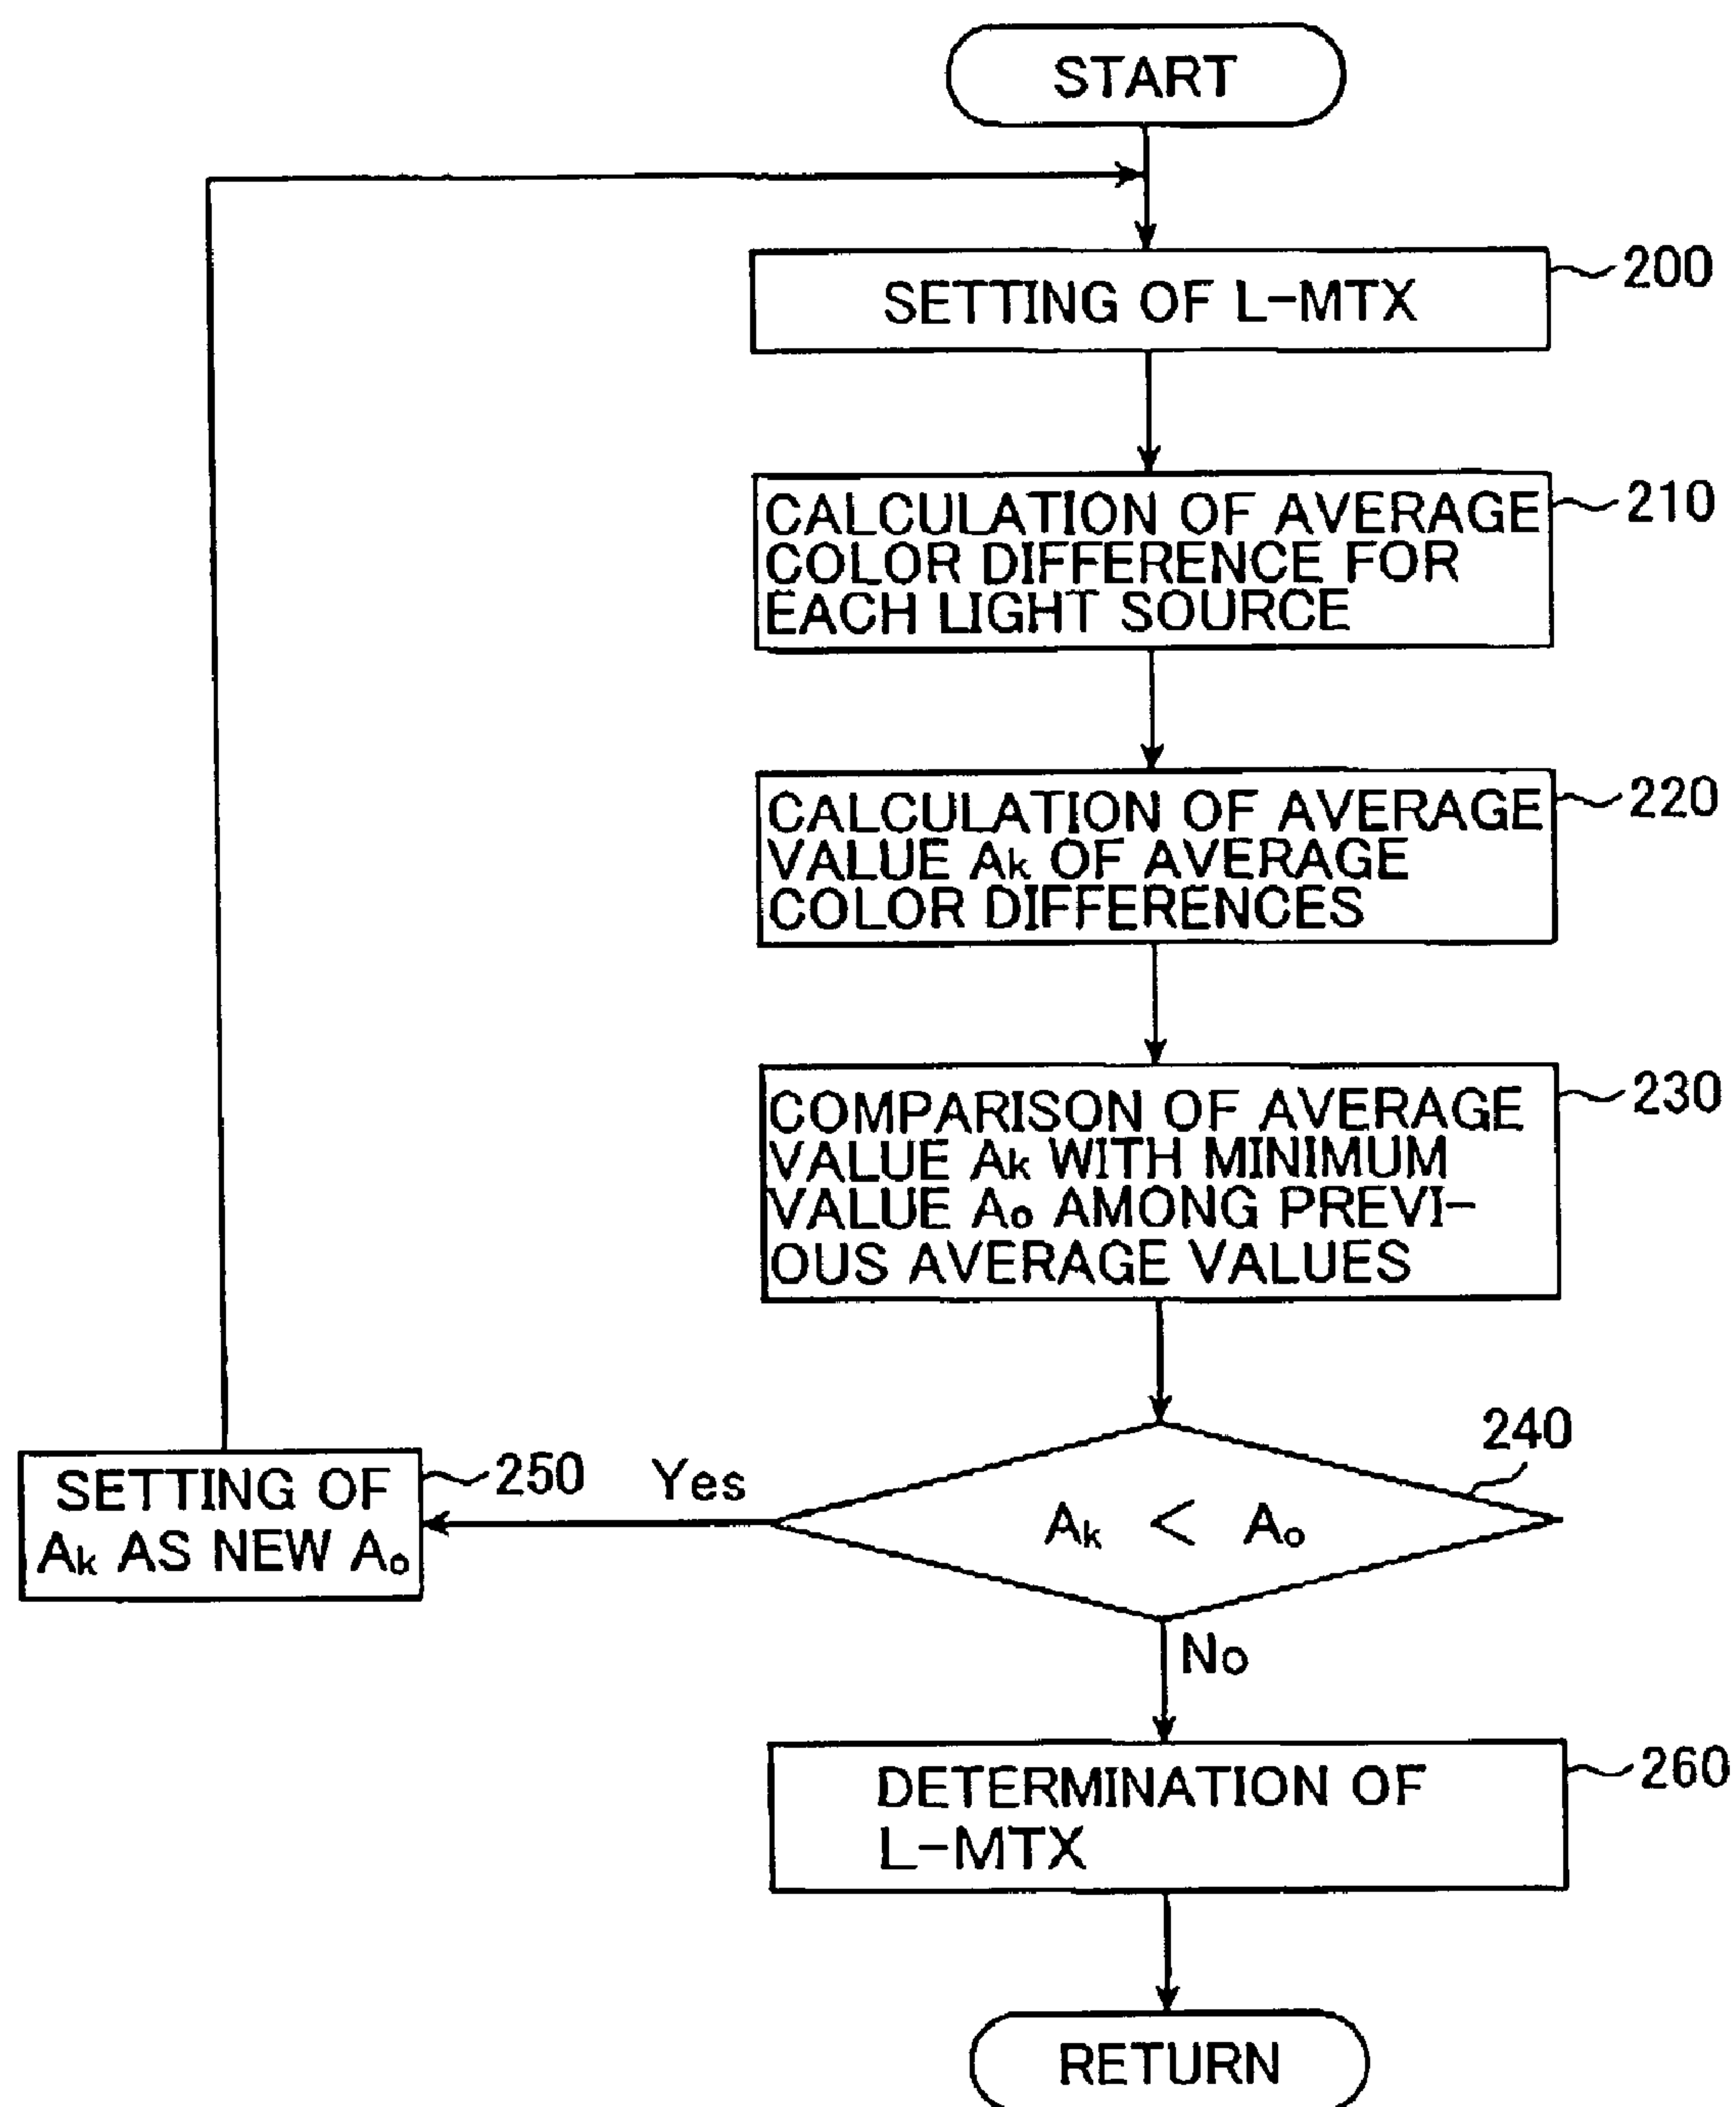 START
SETTING OF L-MTX
200
CALCULATION OF AVERAGE
COLOR DIFFERENCE FOR
EACH LIGHT SOURCE
210
CALCULATION OF AVERAGE
VALUE Ak OF AVERAGE
COLOR DIFFERENCES
220
COMPARISON OF AVERAGE
VALUE Ak WITH MINIMUM
VALUE Ao AMONG PREVI-
OUS AVERAGE VALUES
230
240
Ak < Ao
Yes
SETTING OF
Ak AS NEW Ao
250
No
DETERMINATION OF
L-MTX
260
RETURN